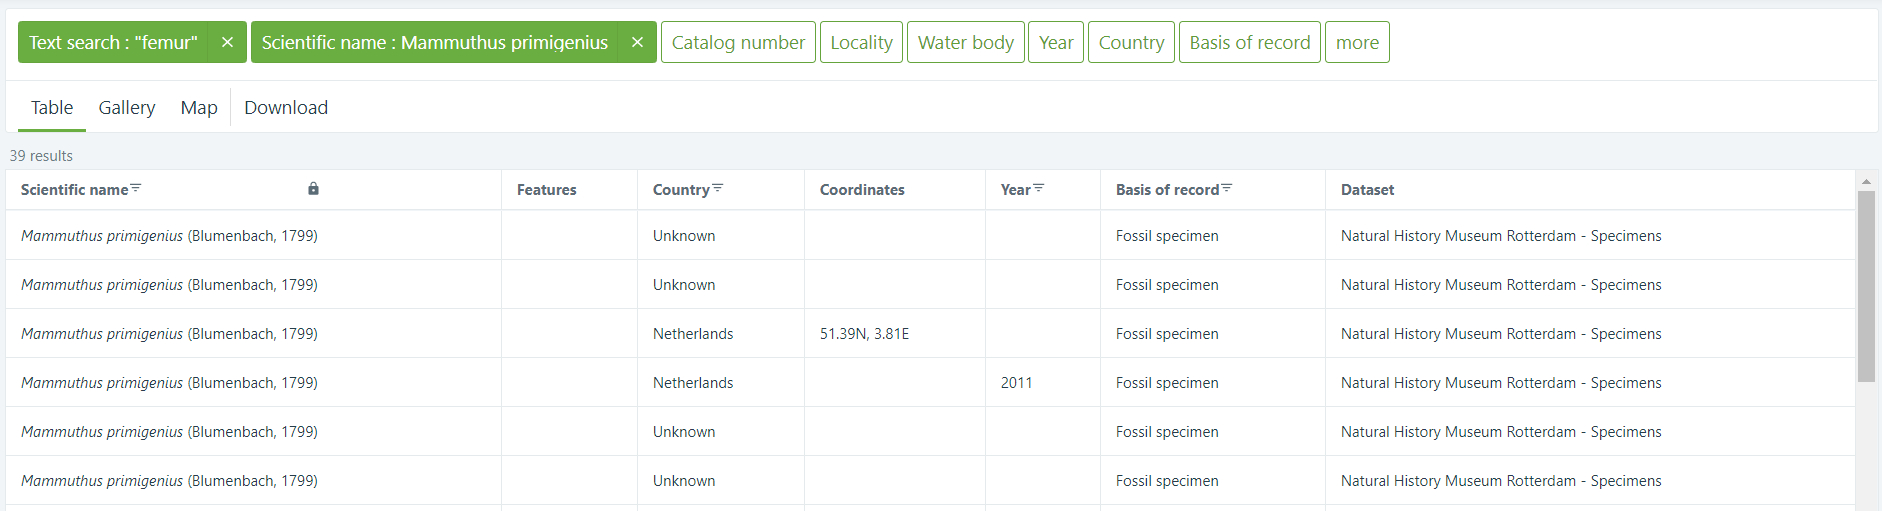 Text search : "femur" × Scientific name : Mammuthus primigenius × Catalog number Locality Water body Year Country Basis of record more
Table Gallery Map Download
39 results
Scientific name Features Country Coordinates Year Basis of record Dataset
Mammuthus primigenius (Blumenbach, 1799) Unknown Fossil specimen Natural History Museum Rotterdam - Specimens
Mammuthus primigenius (Blumenbach, 1799) Unknown Fossil specimen Natural History Museum Rotterdam - Specimens
Mammuthus primigenius (Blumenbach, 1799) Netherlands 51.39N, 3.81E Fossil specimen Natural History Museum Rotterdam - Specimens
Mammuthus primigenius (Blumenbach, 1799) Netherlands 2011 Fossil specimen Natural History Museum Rotterdam - Specimens
Mammuthus primigenius (Blumenbach, 1799) Unknown Fossil specimen Natural History Museum Rotterdam - Specimens
Mammuthus primigenius (Blumenbach, 1799) Unknown Fossil specimen Natural History Museum Rotterdam - Specimens